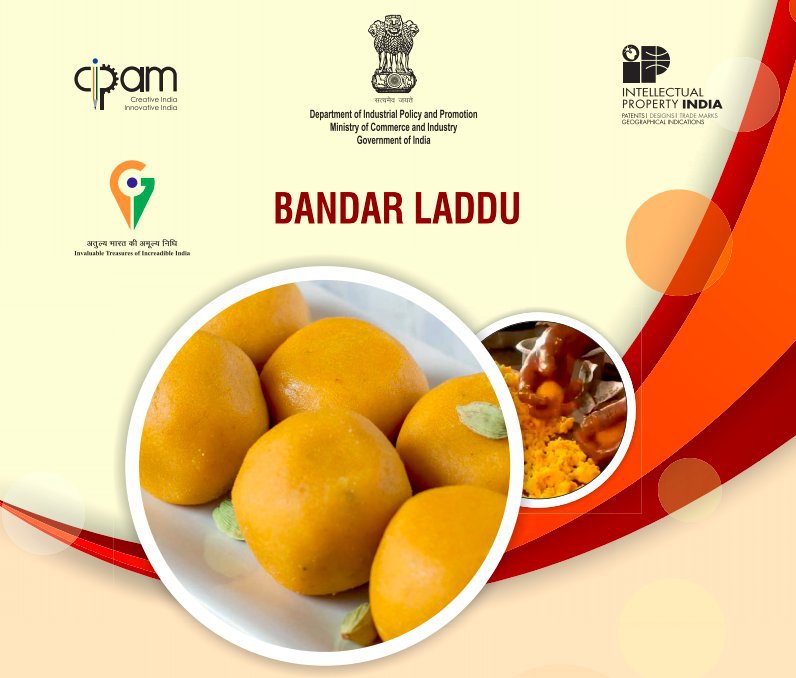 cipam
Creative India
Innovative India
सत्यमेव जयते
Department of Industrial Policy and Promotion
Ministry of Commerce and Industry
Government of India
iP
INTELLECTUAL
PROPERTY INDIA
PATENTS | DESIGNS | TRADE MARKS
GEOGRAPHICAL INDICATIONS
अतुल्य भारत की अमूल्य निधि
Invaluable Treasures of Increadible India
BANDAR LADDU